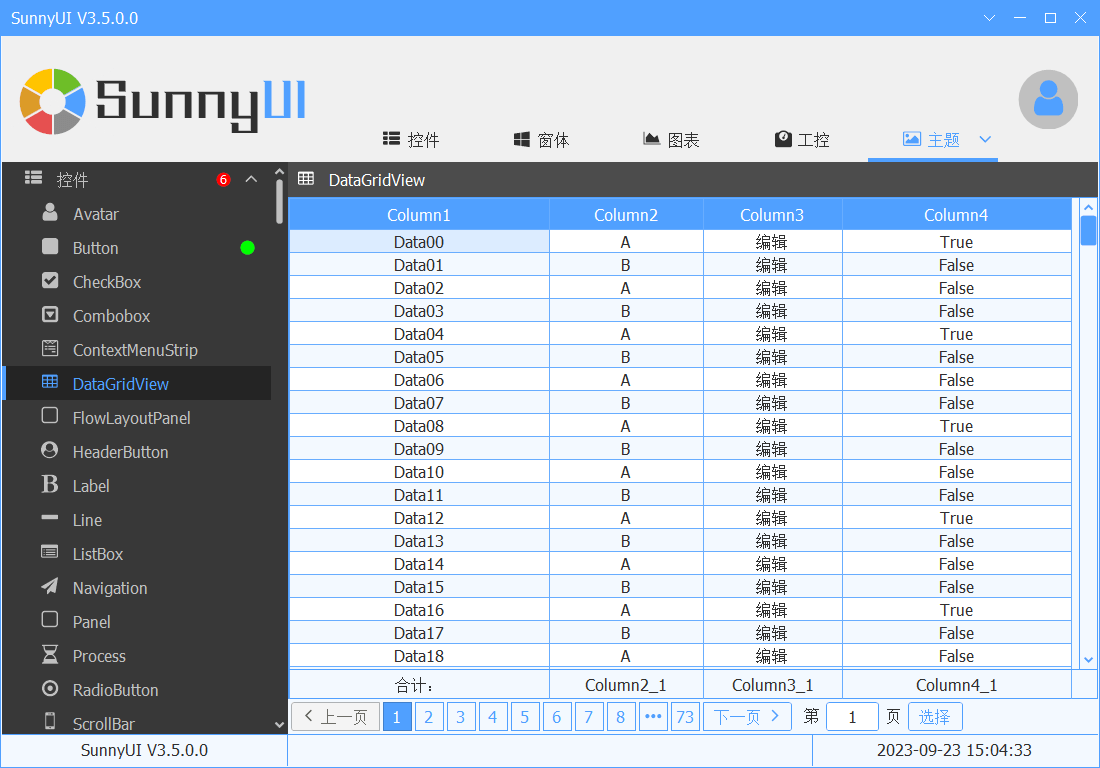 SunnyUI V3.5.0.0
SunnyUI
控件 窗体 图表 工控 主题
控件 6
Avatar
Button
CheckBox
Combobox
ContextMenuStrip
DataGridView
FlowLayoutPanel
HeaderButton
Label
Line
ListBox
Navigation
Panel
Process
RadioButton
ScrollBar
DataGridView
Column1 Column2 Column3 Column4
Data00 A 编辑 True
Data01 B 编辑 False
Data02 A 编辑 False
Data03 B 编辑 False
Data04 A 编辑 True
Data05 B 编辑 False
Data06 A 编辑 False
Data07 B 编辑 False
Data08 A 编辑 True
Data09 B 编辑 False
Data10 A 编辑 False
Data11 B 编辑 False
Data12 A 编辑 True
Data13 B 编辑 False
Data14 A 编辑 False
Data15 B 编辑 False
Data16 A 编辑 True
Data17 B 编辑 False
Data18 A 编辑 False
合计: Column2_1 Column3_1 Column4_1
上一页 1 2 3 4 5 6 7 8 ••• 73 下一页 第 1 页 选择
SunnyUI V3.5.0.0 2023-09-23 15:04:33